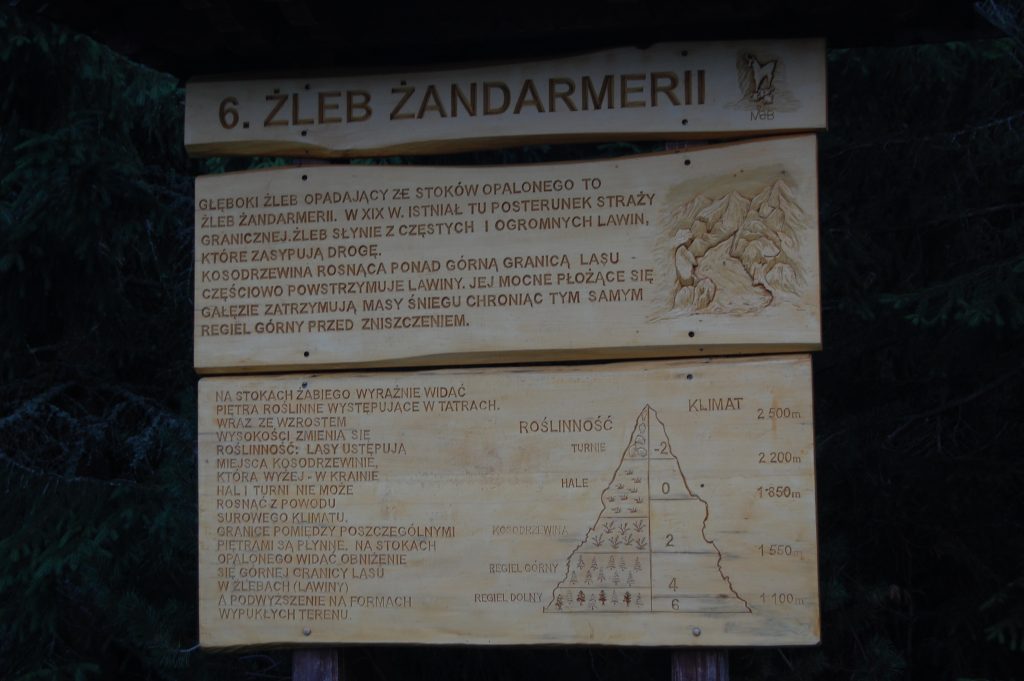 6. ŻLEB ŻANDARMERII
GŁĘBOKI ŻLEB OPADAJĄCY ZE STOKÓW OPALONEGO TO
ŻLEB ŻANDARMERII. W XIX W. ISTNIAŁ TU POSTERUNEK STRAŻY
GRANICZNEJ.ŻLEB SŁYNIE Z CZĘSTYCH I OGROMNYCH LAWIN,
KTÓRE ZASYPUJĄ DROGĘ.
KOSODRZEWINA ROSNĄCA PONAD GÓRNĄ GRANICĄ LASU
CZĘŚCIOWO POWSTRZYMUJE LAWINY. JEJ MOCNE PŁOŻĄCE SIĘ
GAŁĘZIE ZATRZYMUJĄ MASY ŚNIEGU CHRONIĄC TYM SAMYM
REGIEL GÓRNY PRZED ZNISZCZENIEM.
NA STOKACH ŻABIEGO WYRAŹNIE WIDAĆ
PIĘTRA ROŚLINNE WYSTĘPUJĄCE W TATRACH.
WRAZ ZE WZROSTEM
WYSOKOŚCI ZMIENIA SIĘ
ROŚLINNOŚĆ: LASY USTĘPUJĄ
MIEJSCA KOSODRZEWINIE,
KTÓRA WYŻEJ - W KRAINIE
HAL I TURNI NIE MOŻE
ROSNĄĆ Z POWODU
SUROWEGO KLIMATU.
GRANICE POMIĘDZY POSZCZEGÓLNYMI
PIĘTRAMI SĄ PŁYNNE. NA STOKACH
OPALONEGO WIDAĆ OBNIŻENIE
SIĘ GÓRNEJ GRANICY LASU
W ŻLEBACH (LAWINY)
A PODWYŻSZENIE NA FORMACH
WYPUKŁYCH TERENU.
ROŚLINNOŚĆ KLIMAT
2 500m
TURNIE -2
2 200m
HALE 0
1 850m
KOSODRZEWINA 2
1 550m
REGIEL GÓRNY 4
REGIEL DOLNY 6
1 100m